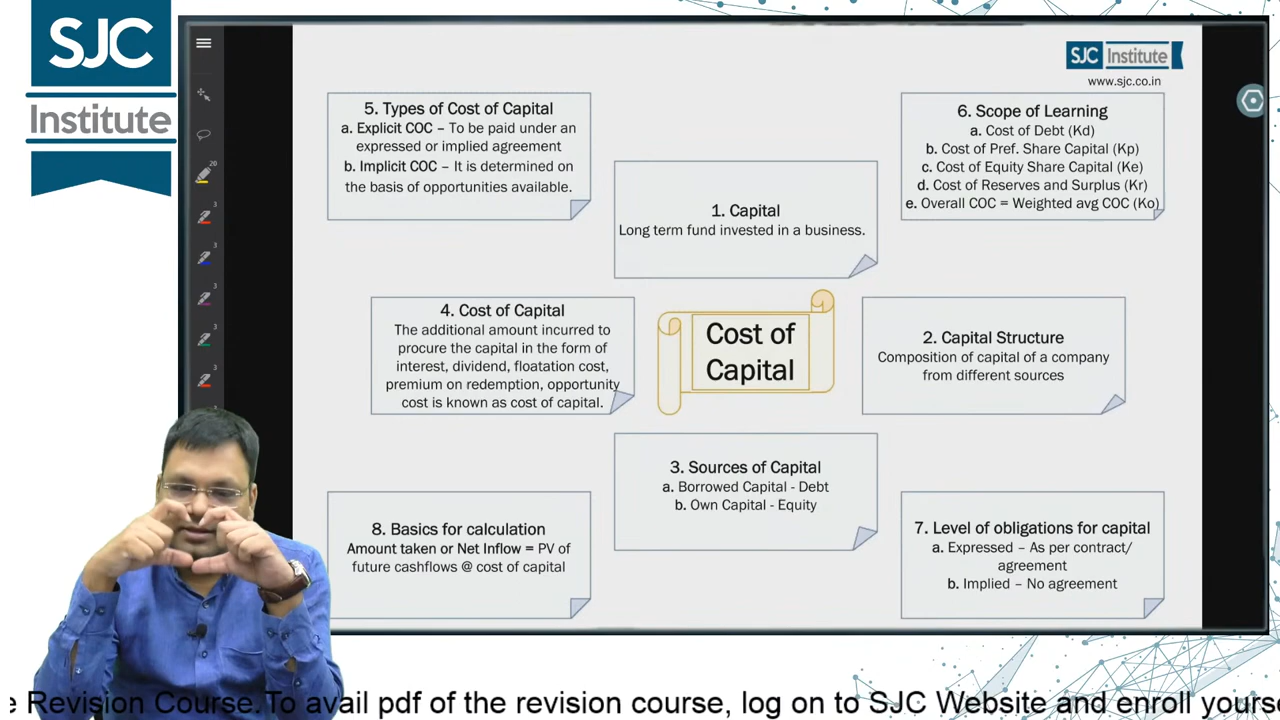 SJC
Institute
SJC Institute
www.sjc.co.in
5. Types of Cost of Capital
a. Explicit COC – To be paid under an
expressed or implied agreement
b. Implicit COC – It is determined on
the basis of opportunities available.
6. Scope of Learning
a. Cost of Debt (Kd)
b. Cost of Pref. Share Capital (Kp)
c. Cost of Equity Share Capital (Ke)
d. Cost of Reserves and Surplus (Kr)
e. Overall COC = Weighted avg COC (Ko)
1. Capital
Long term fund invested in a business.
4. Cost of Capital
The additional amount incurred to
procure the capital in the form of
interest, dividend, floatation cost,
premium on redemption, opportunity
cost is known as cost of capital.
Cost of
Capital
2. Capital Structure
Composition of capital of a company
from different sources
3. Sources of Capital
a. Borrowed Capital - Debt
b. Own Capital - Equity
8. Basics for calculation
Amount taken or Net Inflow = PV of
future cashflows @ cost of capital
7. Level of obligations for capital
a. Expressed – As per contract/
agreement
b. Implied – No agreement
20
3
3
3
3
3
e Revision Course.To avail pdf of the revision course, log on to SJC Website and enroll yourse